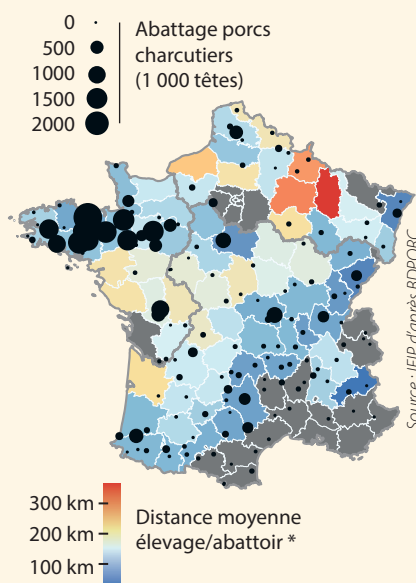 0
500
1000
1500
2000
Abattage porcs
charcutiers
(1 000 têtes)
Source : IFIP d'après BDPORC
300 km
200 km
100 km
Distance moyenne
élevage/abattoir *